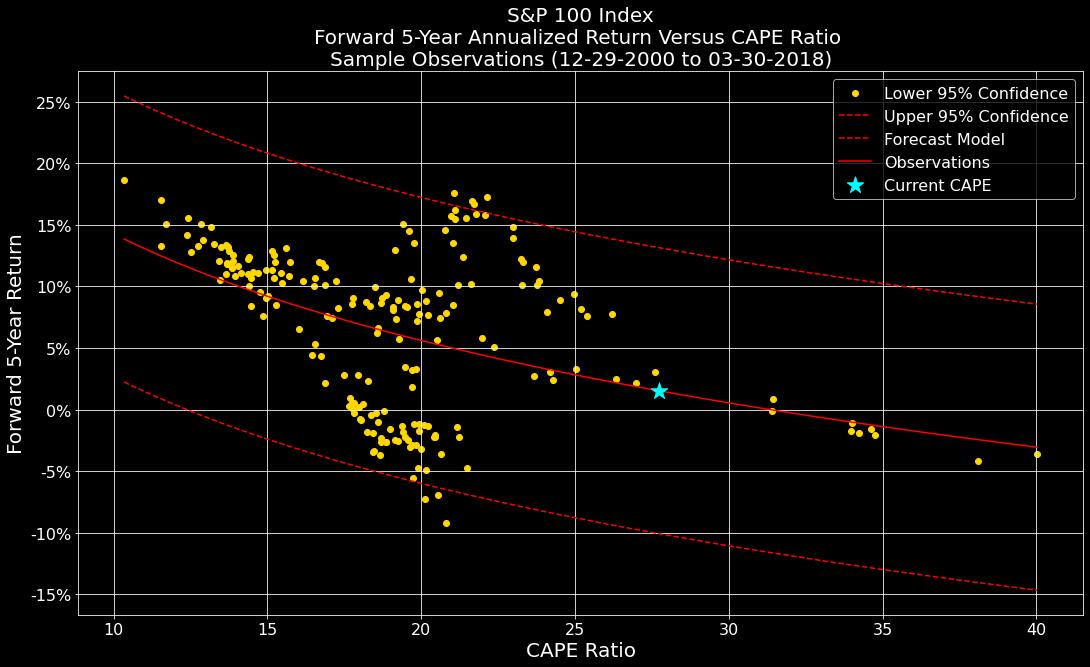 S&P 100 Index
Forward 5-Year Annualized Return Versus CAPE Ratio
Sample Observations (12-29-2000 to 03-30-2018)
Lower 95% Confidence
Upper 95% Confidence
Forecast Model
Observations
Current CAPE
Forward 5-Year Return
25%
20%
15%
10%
5%
0%
-5%
-10%
-15%
10 15 20 25 30 35 40
CAPE Ratio